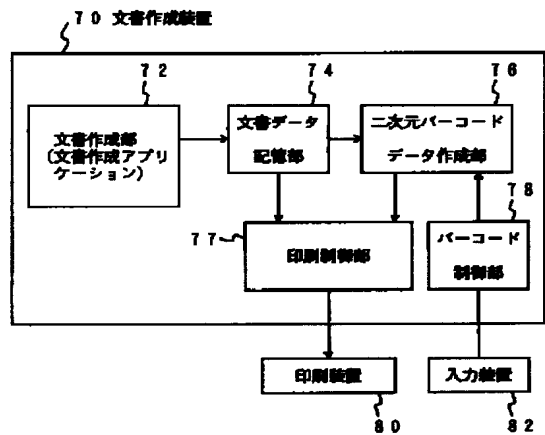 70 文書作成装置
72
74
76
文書作成部
(文書作成アプリ
ケーション)
文書データ
記憶部
二次元バーコード
データ作成部
78
77
印刷制御部
バーコード
制御部
印刷装置
入力装置
80
82